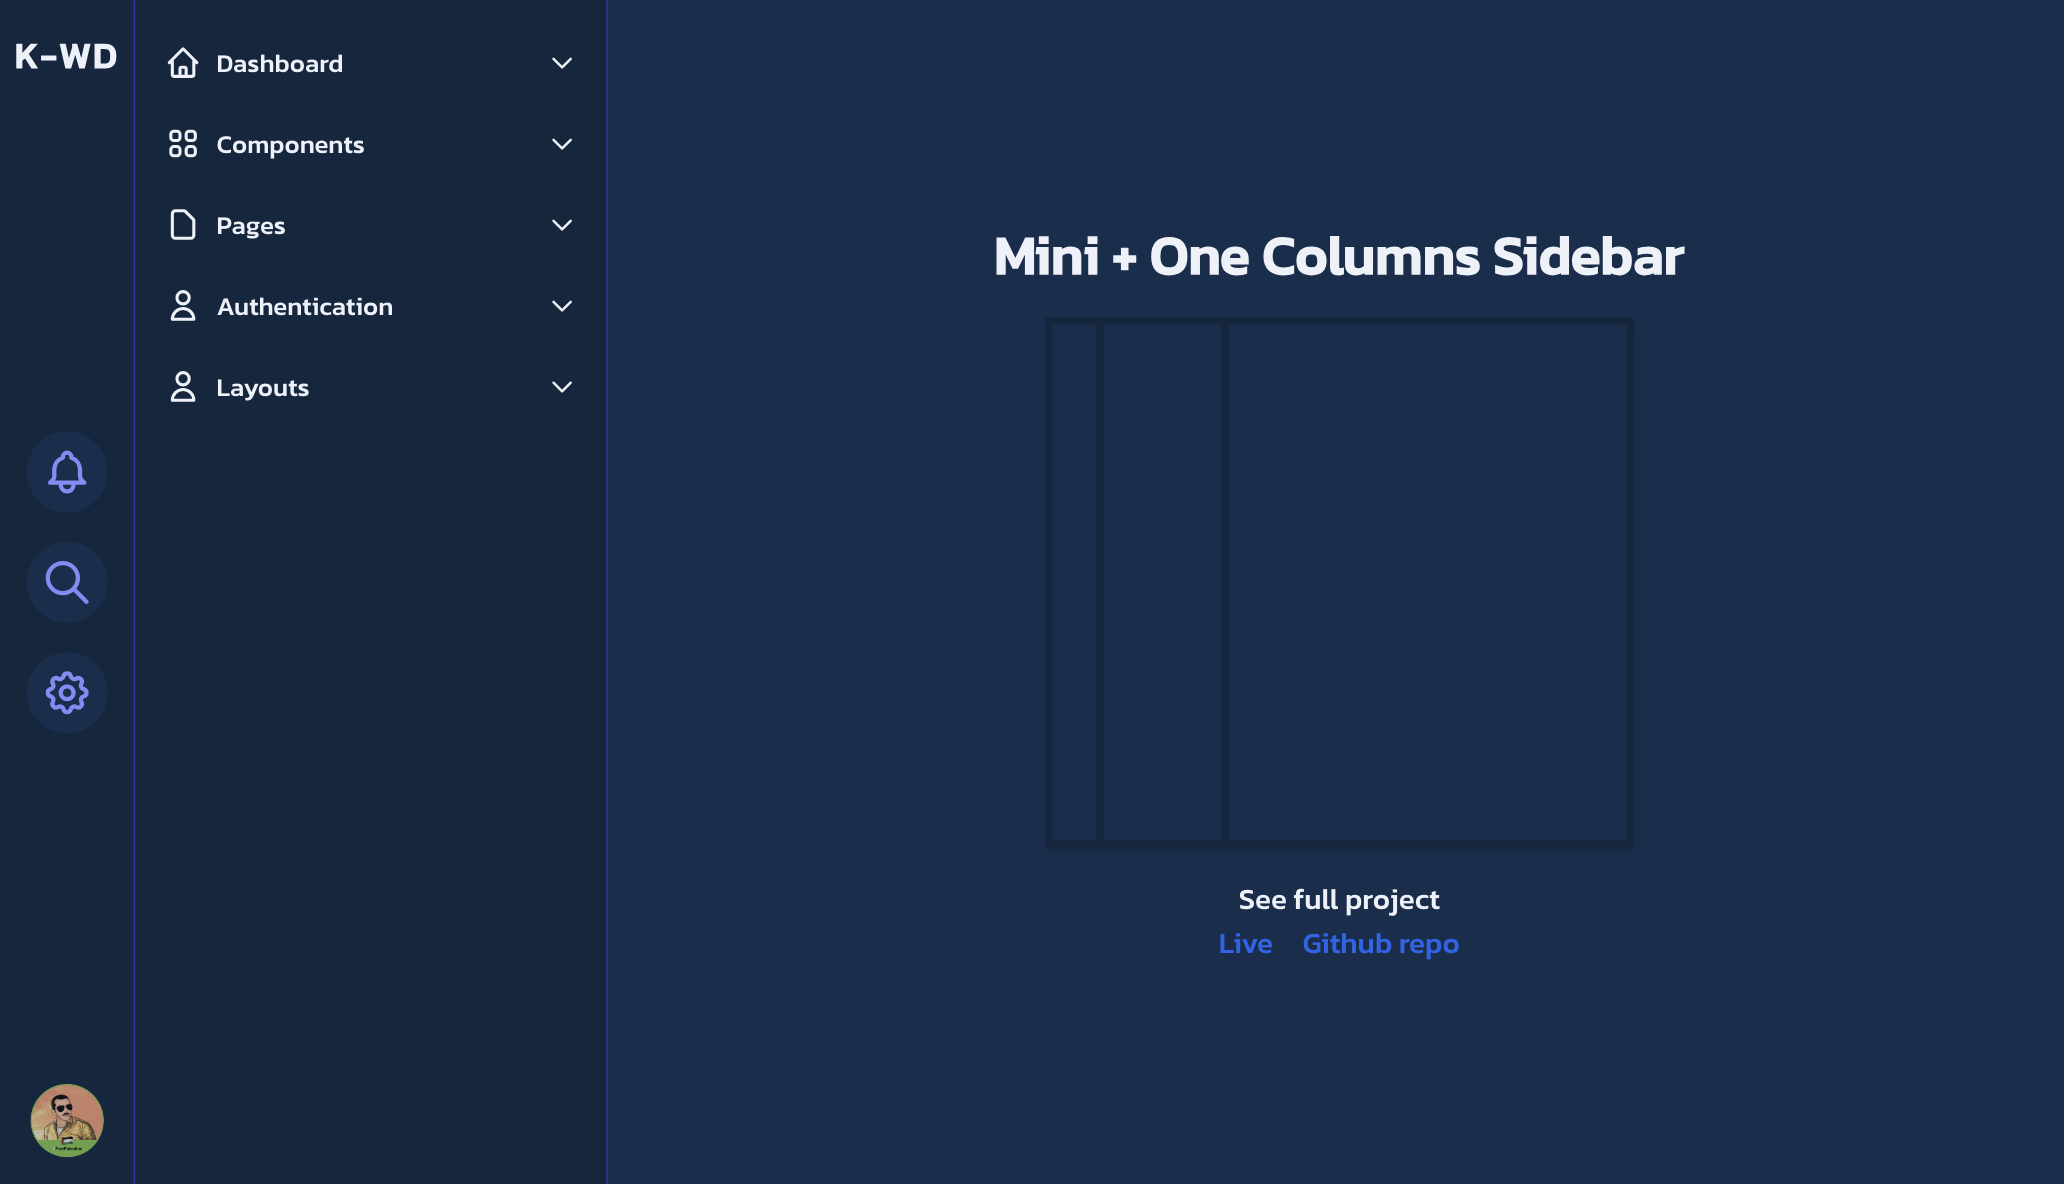 K-WD
Dashboard
Components
Pages
Authentication
Layouts
Mini + One Columns Sidebar
See full project
Live Github repo